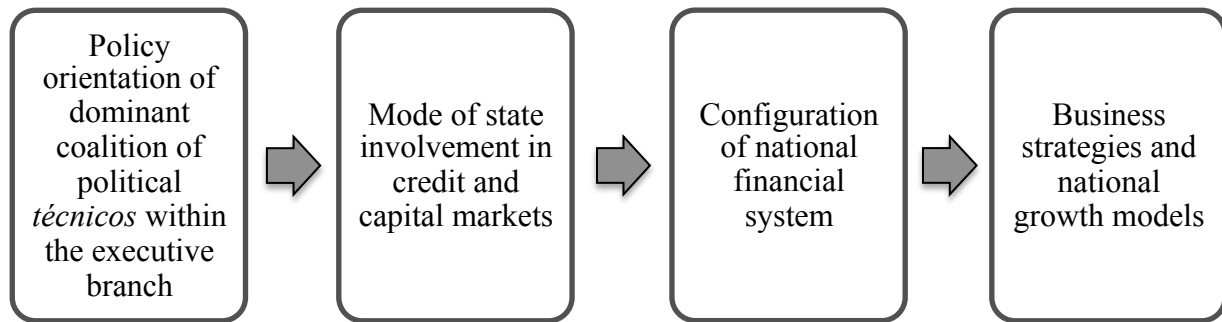 Policy
orientation of
dominant
coalition of
political
técnicos within
the executive
branch
Mode of state
involvement in
credit and
capital markets
Configuration
of national
financial
system
Business
strategies and
national
growth models